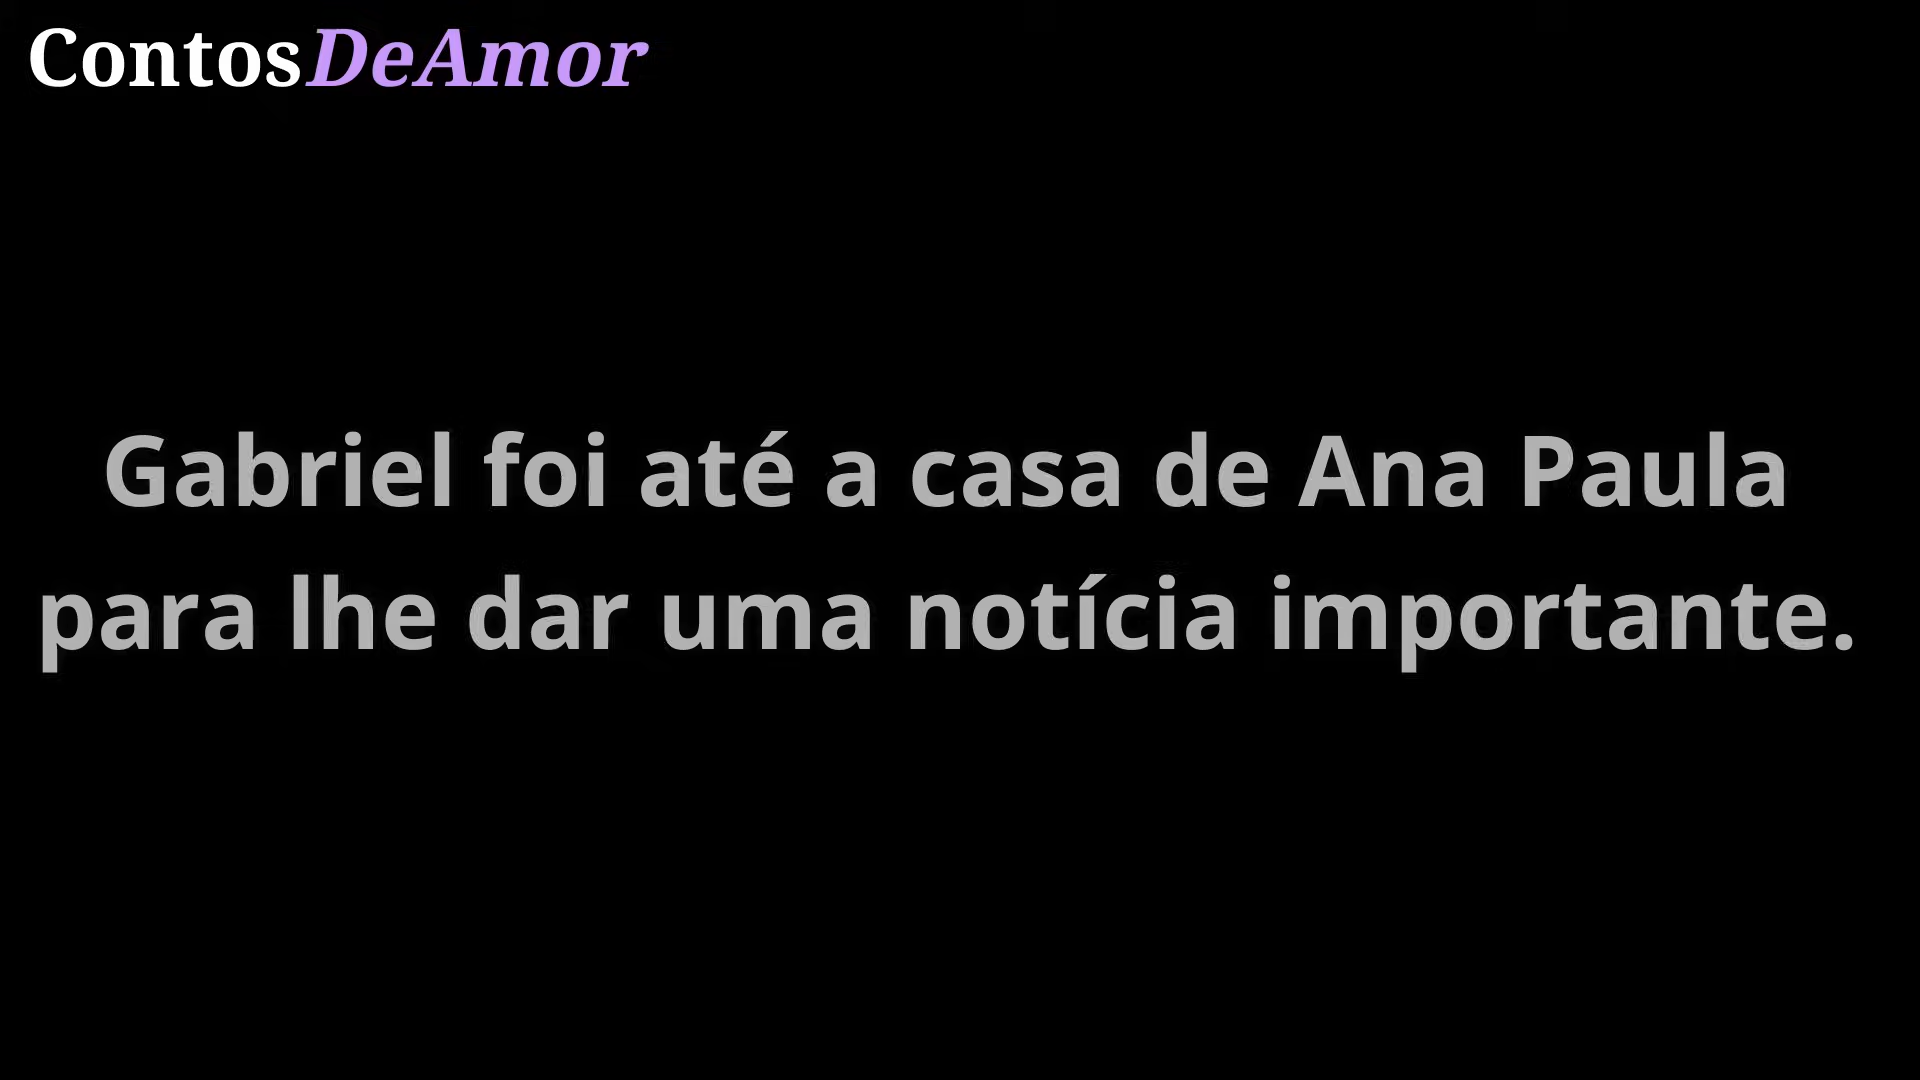 ContosDeAmor
Gabriel foi até a casa de Ana Paula
para lhe dar uma notícia importante.